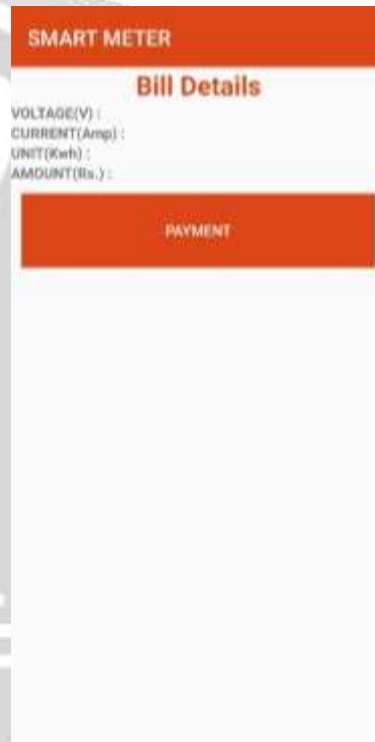 SMART METER
Bill Details
VOLTAGE(V) :
CURRENT(Amp) :
UNIT(Kwh) :
AMOUNT(Rs.) :
PAYMENT